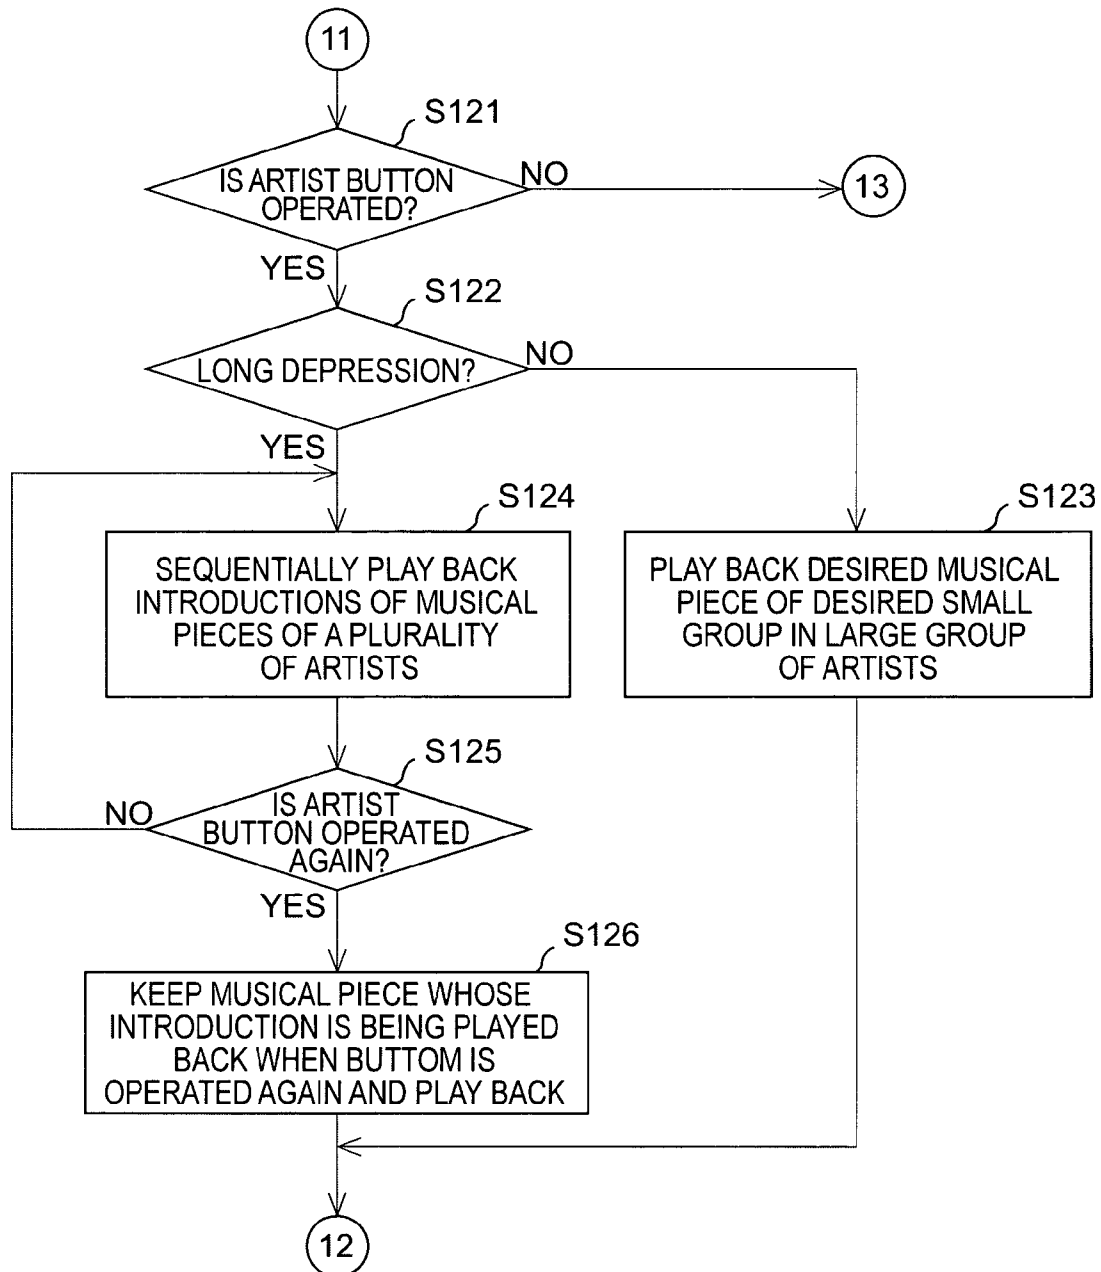 11
S121
IS ARTIST BUTTON
OPERATED?
NO
13
YES
S122
LONG DEPRESSION?
NO
YES
S124
SEQUENTIALLY PLAY BACK
INTRODUCTIONS OF MUSICAL
PIECES OF A PLURALITY
OF ARTISTS
S123
PLAY BACK DESIRED MUSICAL
PIECE OF DESIRED SMALL
GROUP IN LARGE GROUP
OF ARTISTS
S125
IS ARTIST
BUTTON OPERATED
AGAIN?
NO
YES
S126
KEEP MUSICAL PIECE WHOSE
INTRODUCTION IS BEING PLAYED
BACK WHEN BUTTOM IS
OPERATED AGAIN AND PLAY BACK
12